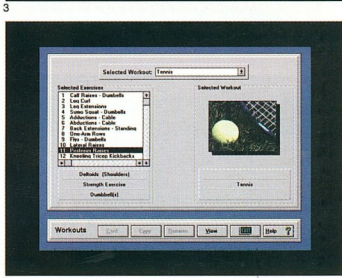 3
Selected Workout: Tennis
Selected Exercises
1 Calf Raises - Dumbells
2 Leg Curl
3 Leg Extensions
4 Sumo Squat - Dumbells
5 Adductions - Cable
6 Abductions - Cable
7 Back Extensions - Standing
8 One-Arm Rows
9 Flys - Dumbells
10 Lateral Raises
11 Posterior Raises
12 Kneeling Tricep Kickbacks
Deltoids (Shoulders)
Strength Exercise
Dumbbell(s)
Selected Workout
Tennis
Workouts Copy Rename View EXIT Help ?